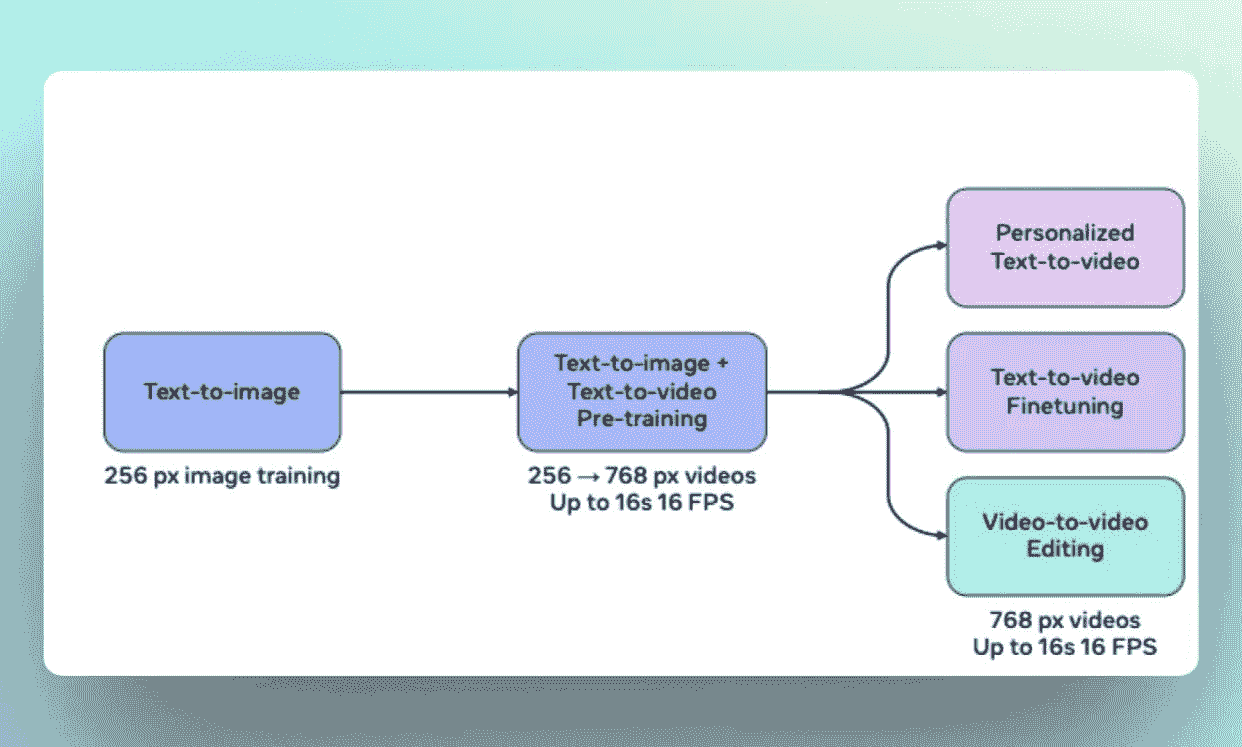 Text-to-image
256 px image training
Text-to-image +
Text-to-video
Pre-training
256 → 768 px videos
Up to 16s 16 FPS
Personalized
Text-to-video
Text-to-video
Finetuning
Video-to-video
Editing
768 px videos
Up to 16s 16 FPS